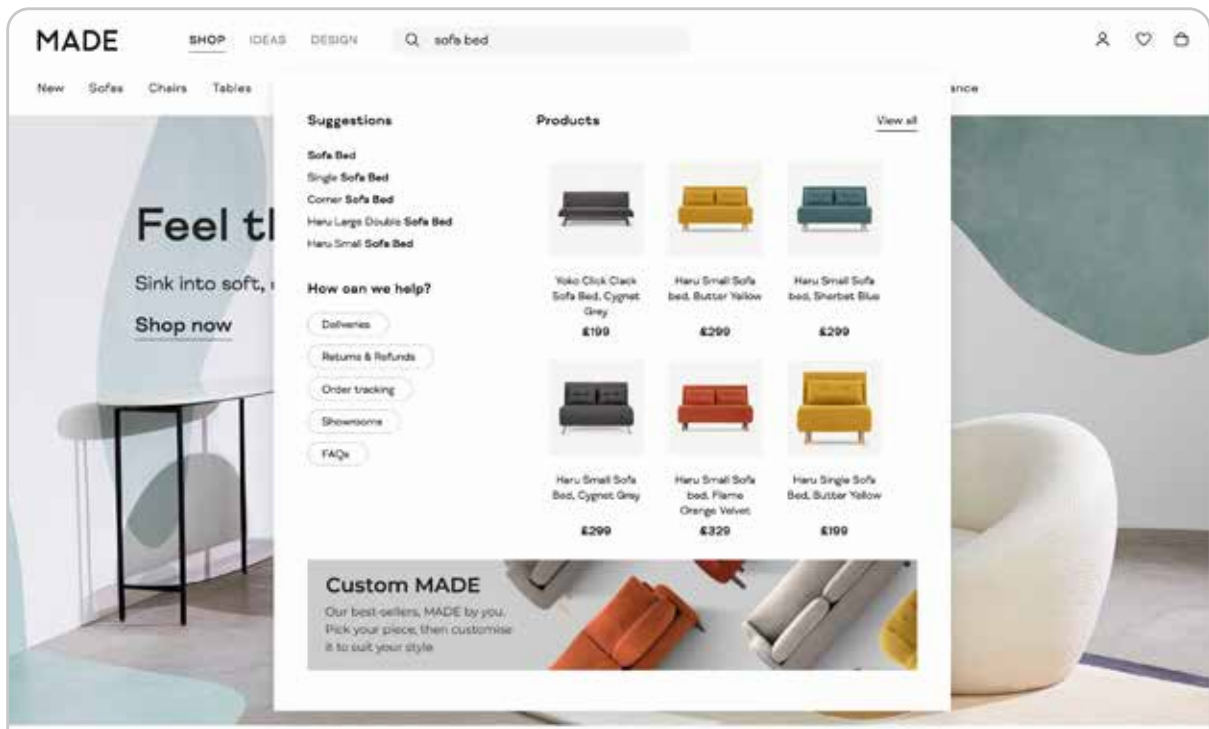 MADE
SHOP IDEAS DESIGN sofa bed
New Sofas Chairs Tables
ance
Feel th
Sink into soft,
Shop now
Suggestions
Sofa Bed
Single Sofa Bed
Corner Sofa Bed
Haru Large Double Sofa Bed
Haru Small Sofa Bed
How can we help?
Deliveries
Returns & Refunds
Order tracking
Showrooms
FAQs
Products
View all
Yoko Click Clack
Sofa Bed, Cygnet
Grey
£199
Haru Small Sofa
bed, Butter Yellow
£299
Haru Small Sofa
bed, Sherbet Blue
£299
Haru Small Sofa
Bed, Cygnet Grey
£299
Haru Small Sofa
bed, Flame
Orange Velvet
£329
Haru Single Sofa
Bed, Butter Yellow
£199
Custom MADE
Our best-sellers, MADE by you.
Pick your piece, then customise
it to suit your style